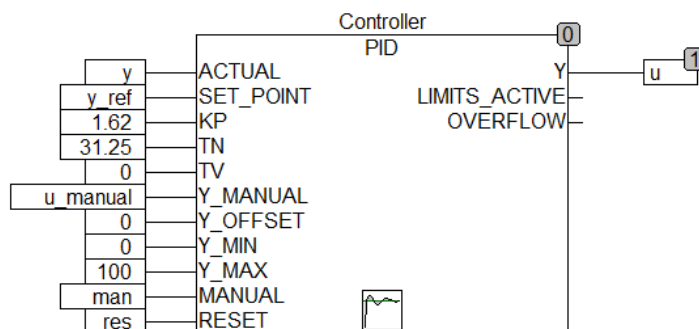 Controller
0
PID
1
y ACTUAL Y u
y_ref SET_POINT LIMITS_ACTIVE
1.62 KP OVERFLOW
31.25 TN
0 TV
u_manual Y_MANUAL
0 Y_OFFSET
0 Y_MIN
100 Y_MAX
man MANUAL
res RESET